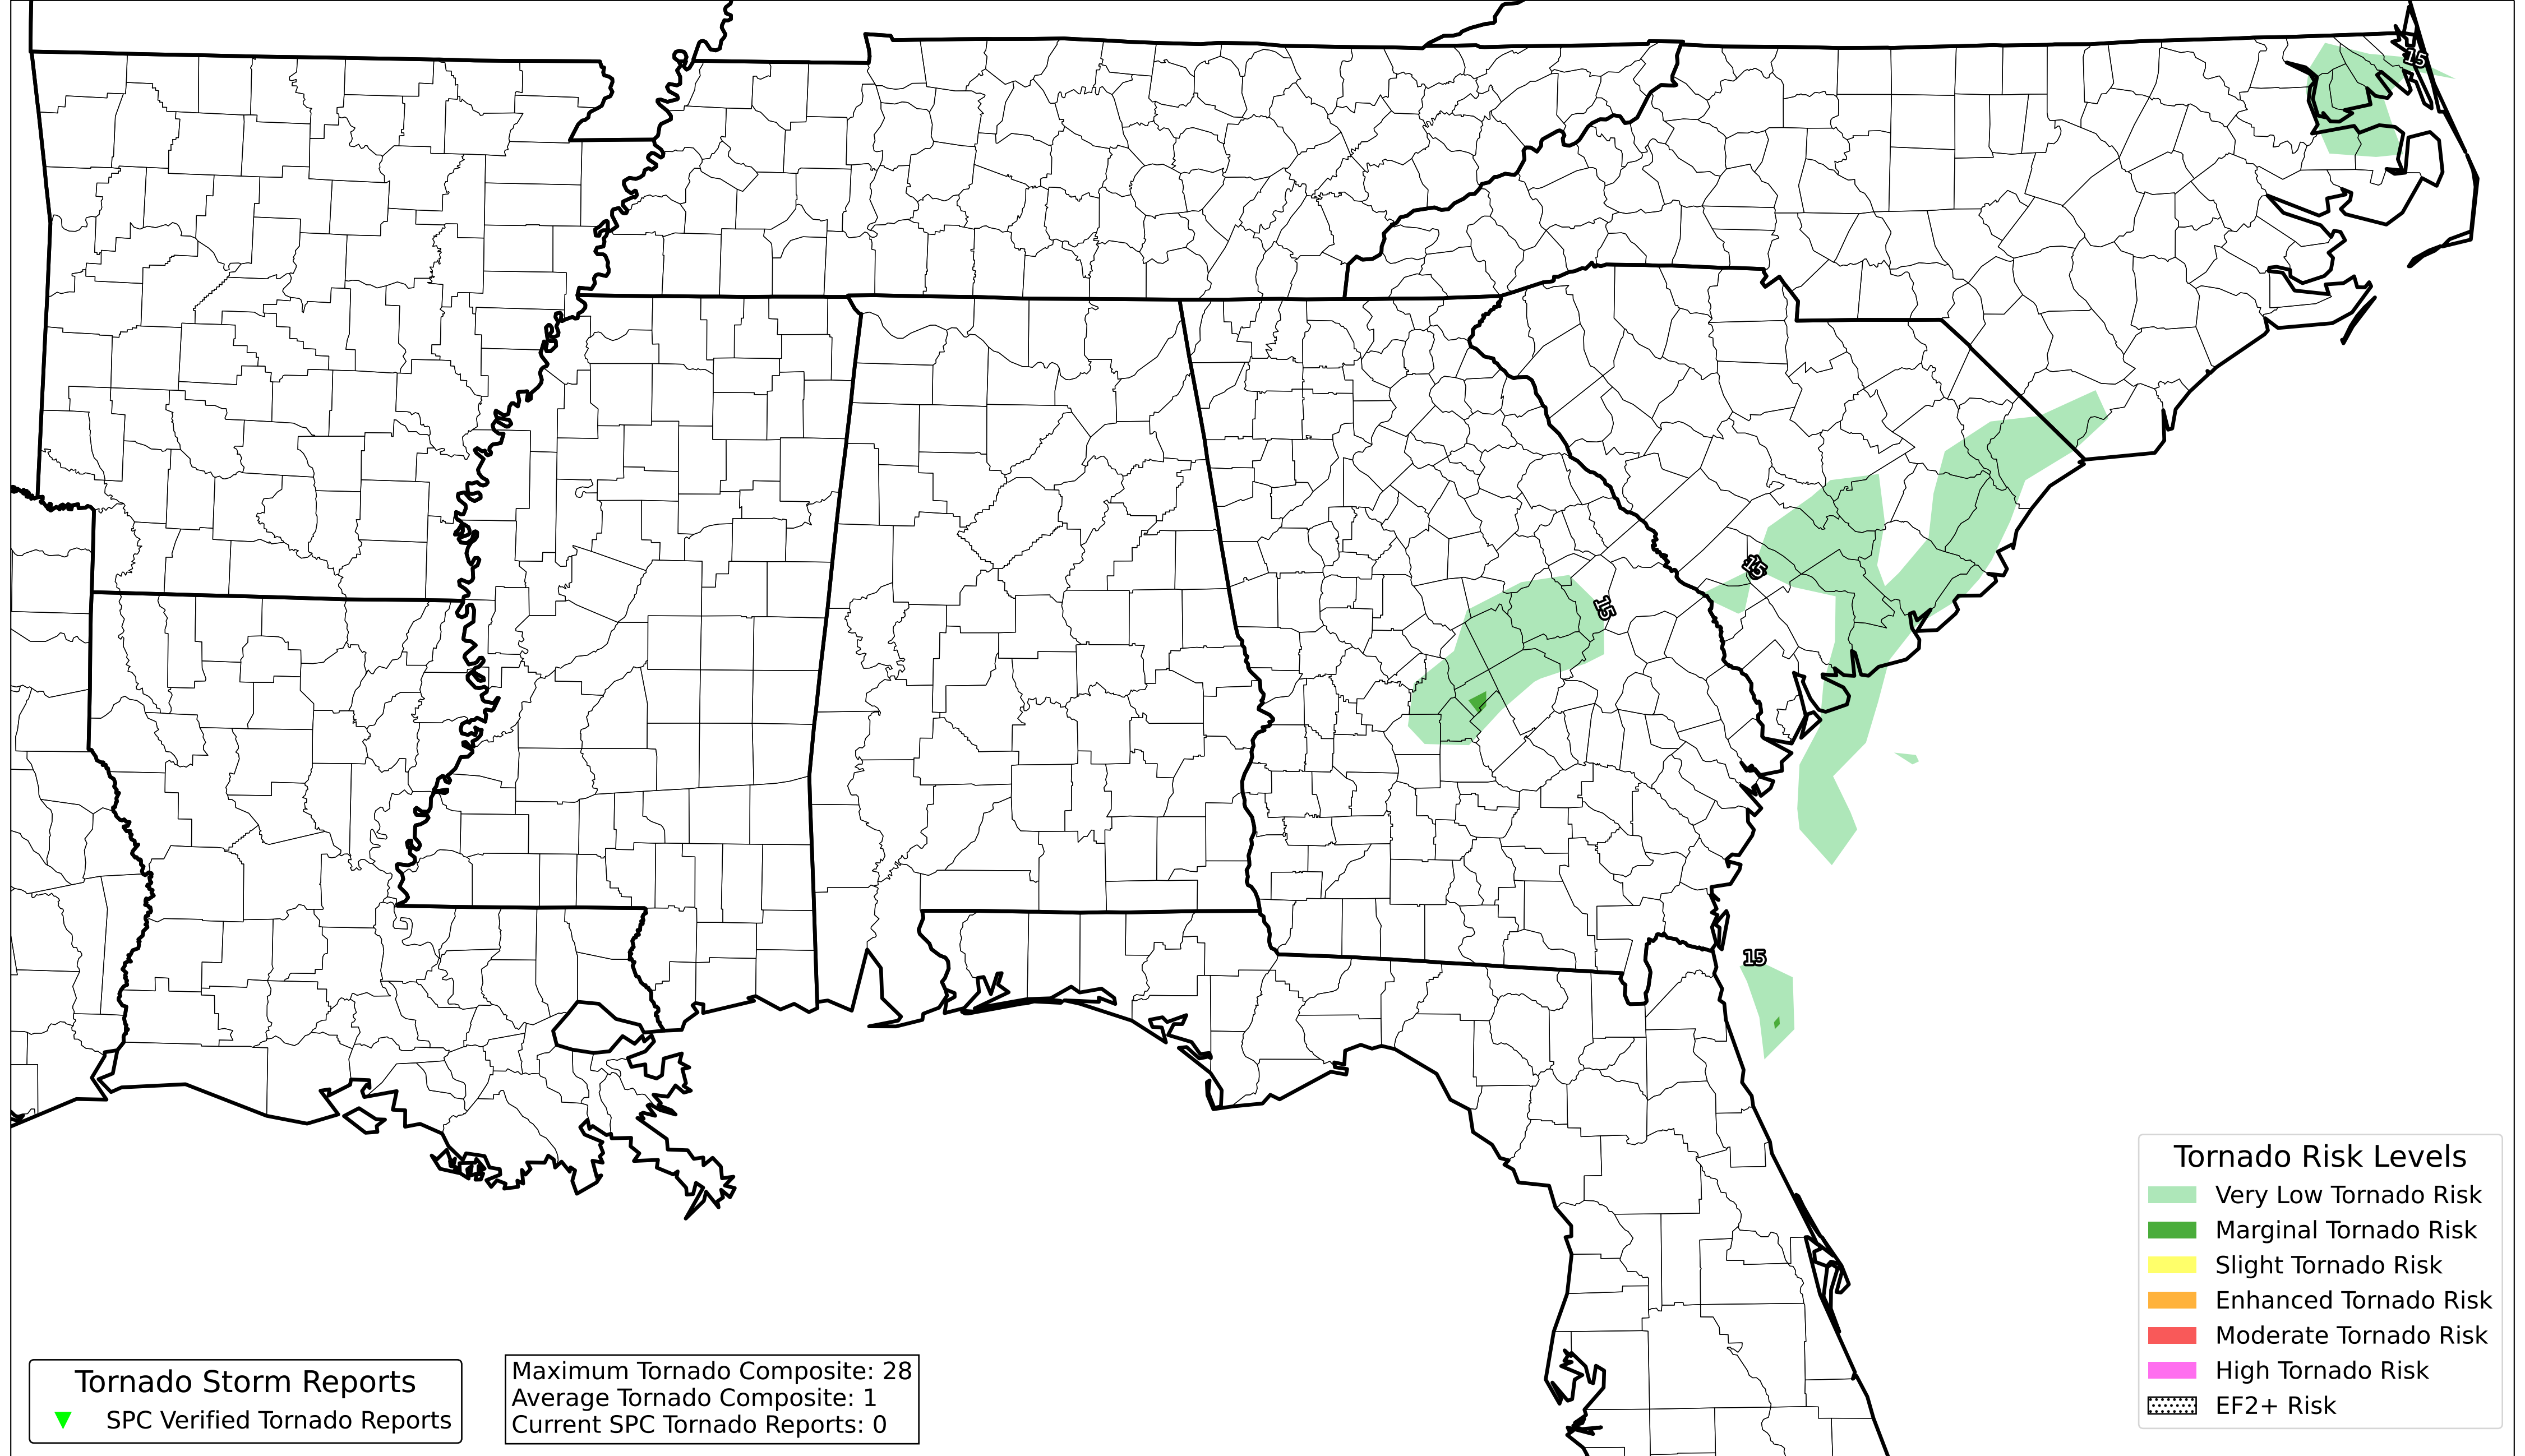 15
15
15
15
Tornado Risk Levels
Very Low Tornado Risk
Marginal Tornado Risk
Slight Tornado Risk
Enhanced Tornado Risk
Moderate Tornado Risk
High Tornado Risk
EF2+ Risk
Tornado Storm Reports
SPC Verified Tornado Reports
Maximum Tornado Composite: 28
Average Tornado Composite: 1
Current SPC Tornado Reports: 0